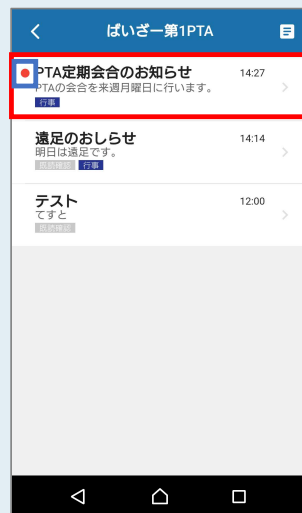 ぱいざー第1PTA
PTA定期会合のお知らせ 14:27
PTAの会合を来週月曜日に行います。
行事
遠足のおしらせ 14:14
明日は遠足です。
既読確認 行事
テスト 12:00
てすと
既読確認